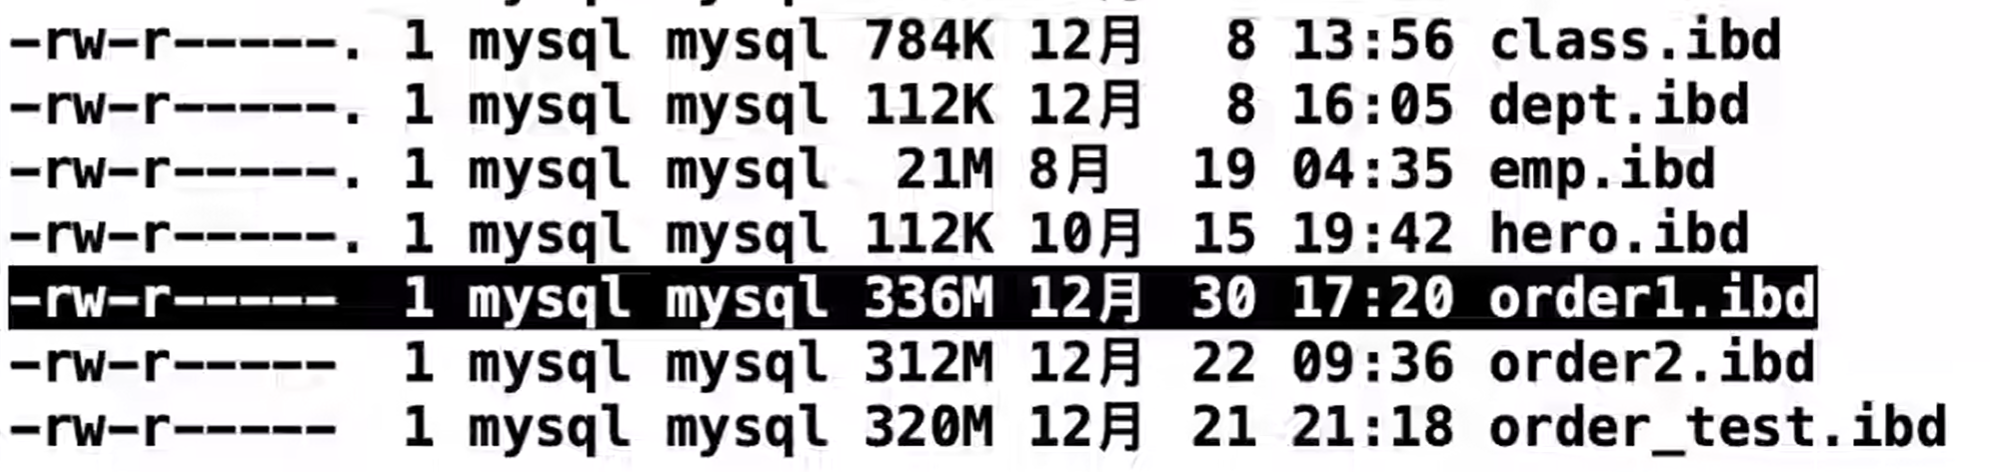 -rw-r-----. 1 mysql mysql 784K 12月  8 13:56 class.ibd
-rw-r-----. 1 mysql mysql 112K 12月  8 16:05 dept.ibd
-rw-r-----. 1 mysql mysql  21M 8月  19 04:35 emp.ibd
-rw-r-----. 1 mysql mysql 112K 10月 15 19:42 hero.ibd
-rw-r-----  1 mysql mysql 336M 12月 30 17:20 order1.ibd
-rw-r-----  1 mysql mysql 312M 12月 22 09:36 order2.ibd
-rw-r-----  1 mysql mysql 320M 12月 21 21:18 order_test.ibd